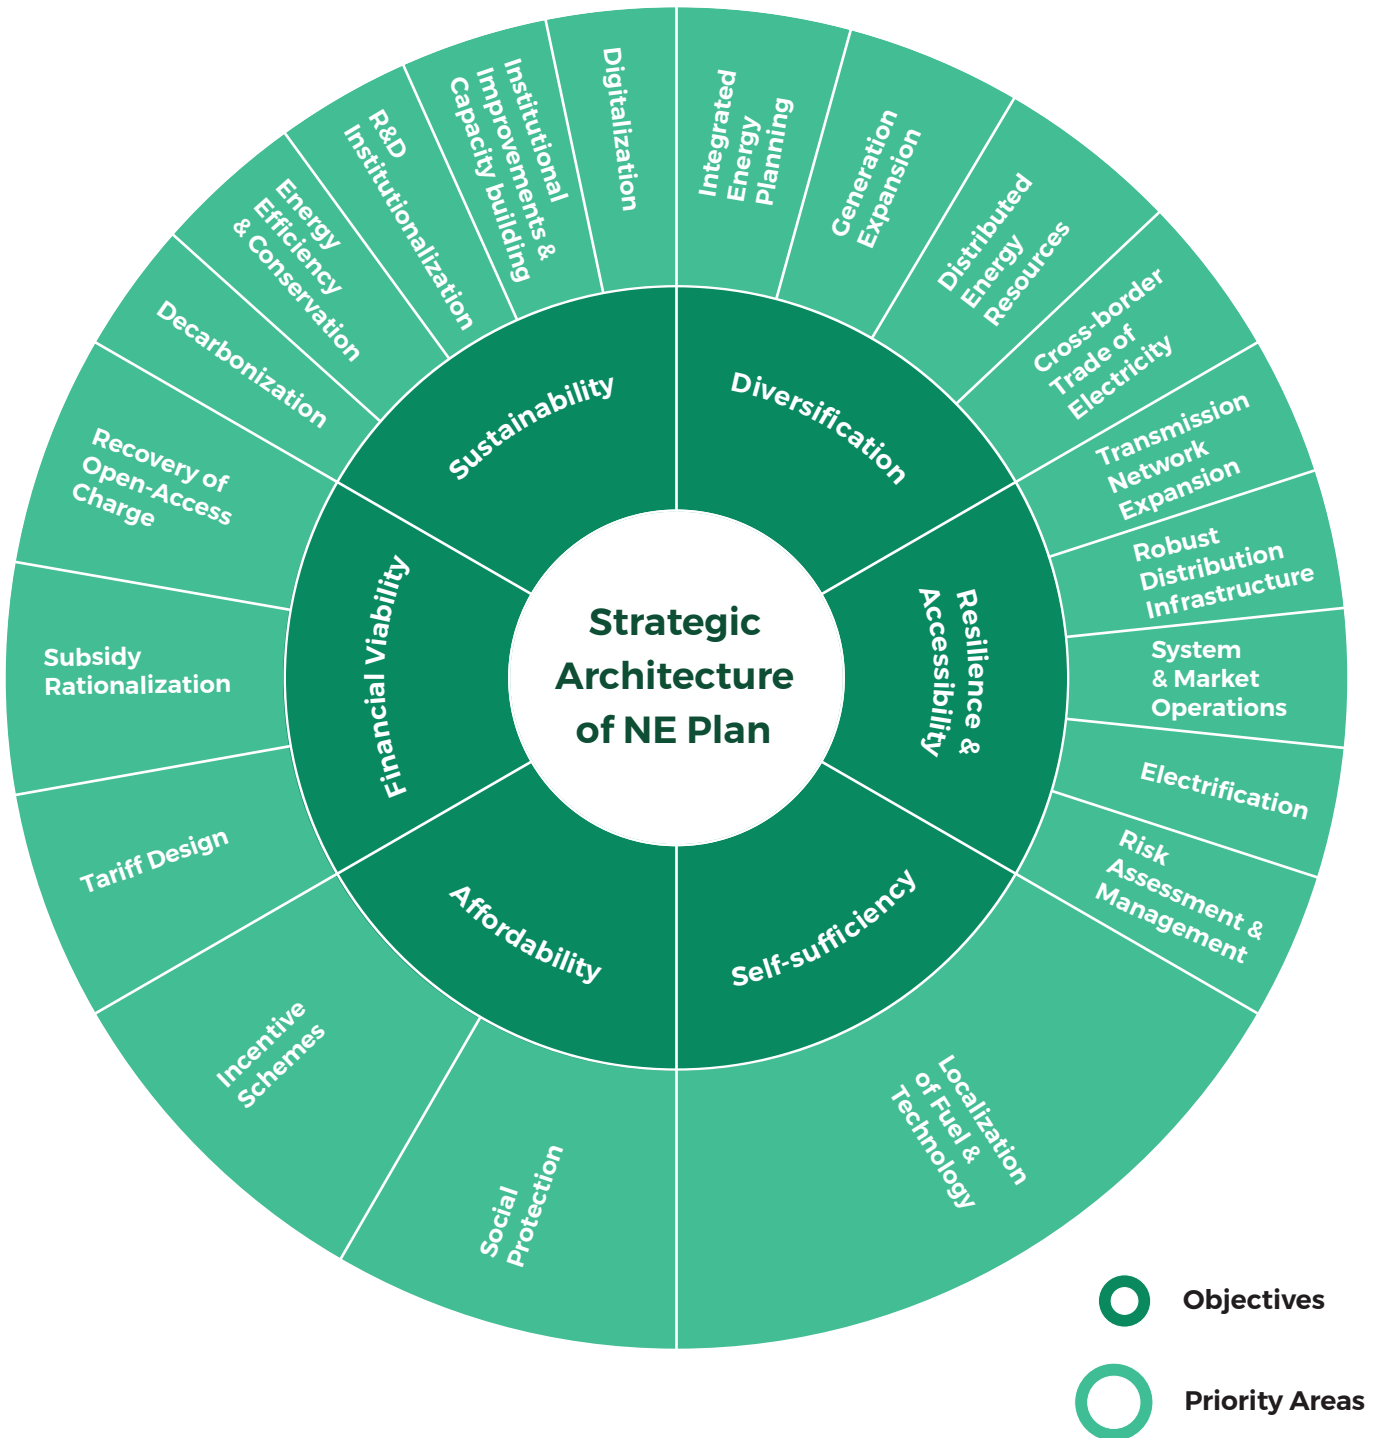 Strategic
Architecture
of NE Plan
Diversification
Resilience &
Accessibility
Self-sufficiency
Affordability
Financial Viability
Sustainability
Integrated
Energy
Planning
Generation
Expansion
Distributed
Energy
Resources
Cross-border
Trade of
Electricity
Transmission
Network
Expansion
Robust
Distribution
Infrastructure
System
& Market
Operations
Electrification
Risk
Assessment &
Management
Localization
of Fuel &
Technology
Social
Protection
Incentive
Schemes
Tariff Design
Subsidy
Rationalization
Recovery of
Open-Access
Charge
Decarbonization
Energy
Efficiency
& Conservation
R&D
Institutionalization
Institutional
Improvements &
Capacity building
Digitalization
Objectives
Priority Areas